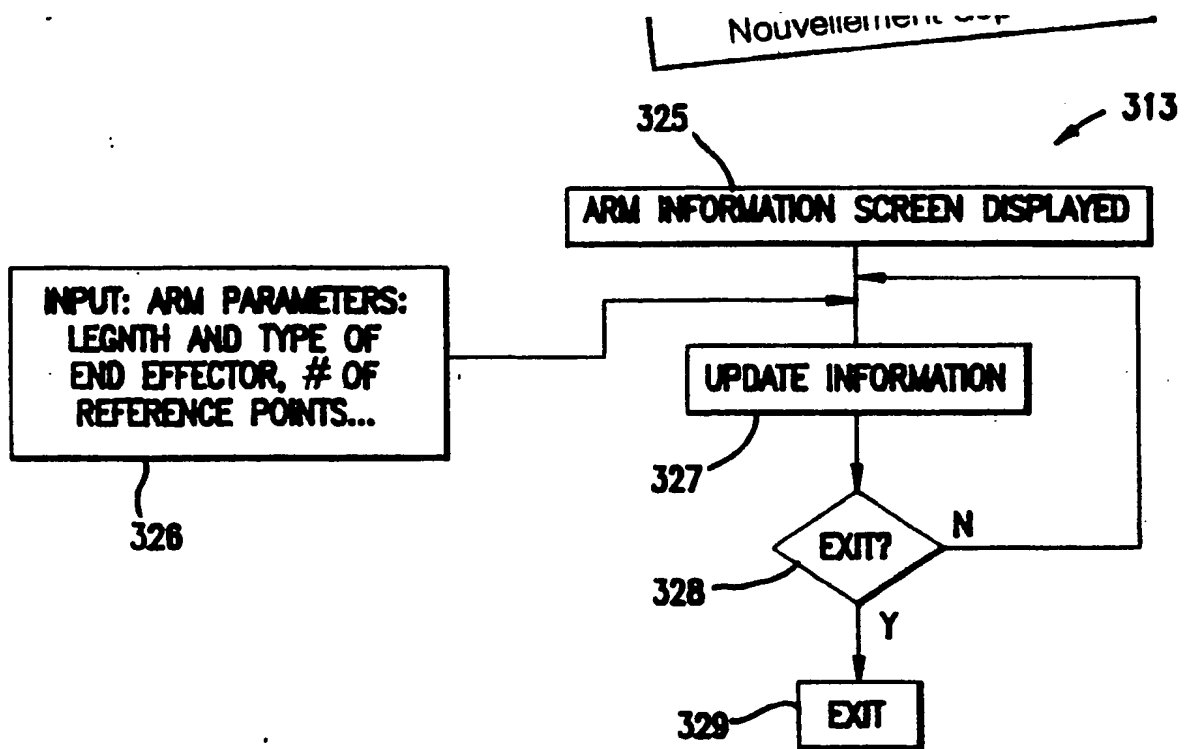 Nouvellement
313
325
ARM INFORMATION SCREEN DISPLAYED
INPUT: ARM PARAMETERS:
LEGNTH AND TYPE OF
END EFFECTOR, # OF
REFERENCE POINTS...
326
UPDATE INFORMATION
327
EXIT?
N
328
Y
EXIT
329